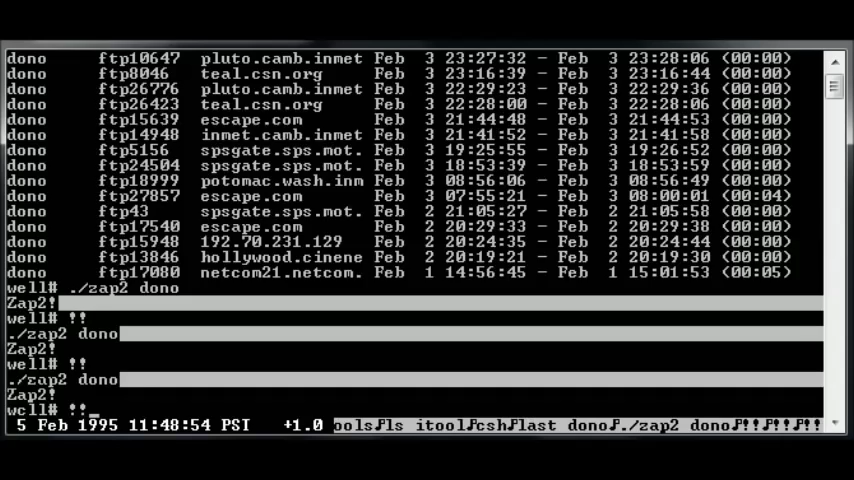 dono ftp10647 pluto.camb.inmet Feb 3 23:27:32 - Feb 3 23:28:06 (00:00)
dono ftp8046 teal.csn.org Feb 3 23:16:39 - Feb 3 23:16:44 (00:00)
dono ftp26776 pluto.camb.inmet Feb 3 22:29:23 - Feb 3 22:29:36 (00:00)
dono ftp26423 teal.csn.org Feb 3 22:28:00 - Feb 3 22:28:06 (00:00)
dono ftp15639 escape.com Feb 3 21:44:48 - Feb 3 21:44:53 (00:00)
dono ftp14948 inmet.camb.inmet Feb 3 21:41:52 - Feb 3 21:41:58 (00:00)
dono ftp5156 spsgate.sps.mot. Feb 3 19:25:55 - Feb 3 19:26:52 (00:00)
dono ftp24504 spsgate.sps.mot. Feb 3 18:53:39 - Feb 3 18:53:59 (00:00)
dono ftp18999 potomac.wash.inm Feb 3 08:56:06 - Feb 3 08:56:49 (00:00)
dono ftp27857 escape.com Feb 3 07:55:21 - Feb 3 08:00:01 (00:04)
dono ftp43 spsgate.sps.mot. Feb 2 21:05:27 - Feb 2 21:05:58 (00:00)
dono ftp17540 escape.com Feb 2 20:29:33 - Feb 2 20:29:38 (00:00)
dono ftp15948 192.70.231.129 Feb 2 20:24:35 - Feb 2 20:24:44 (00:00)
dono ftp13846 hollywood.cinene Feb 2 20:19:21 - Feb 2 20:19:30 (00:00)
dono ftp17080 netcom21.netcom. Feb 1 14:56:45 - Feb 1 15:01:53 (00:05)
well# ./zap2 dono
Zap2!
well# !!
./zap2 dono
Zap2!
well# !!
./zap2 dono
Zap2!
well# !!_
5 Feb 1995 11:48:54 PSI +1.0 ools♪ls itool♪csh♪last dono♪./zap2 dono♪!!♪!!♪!!